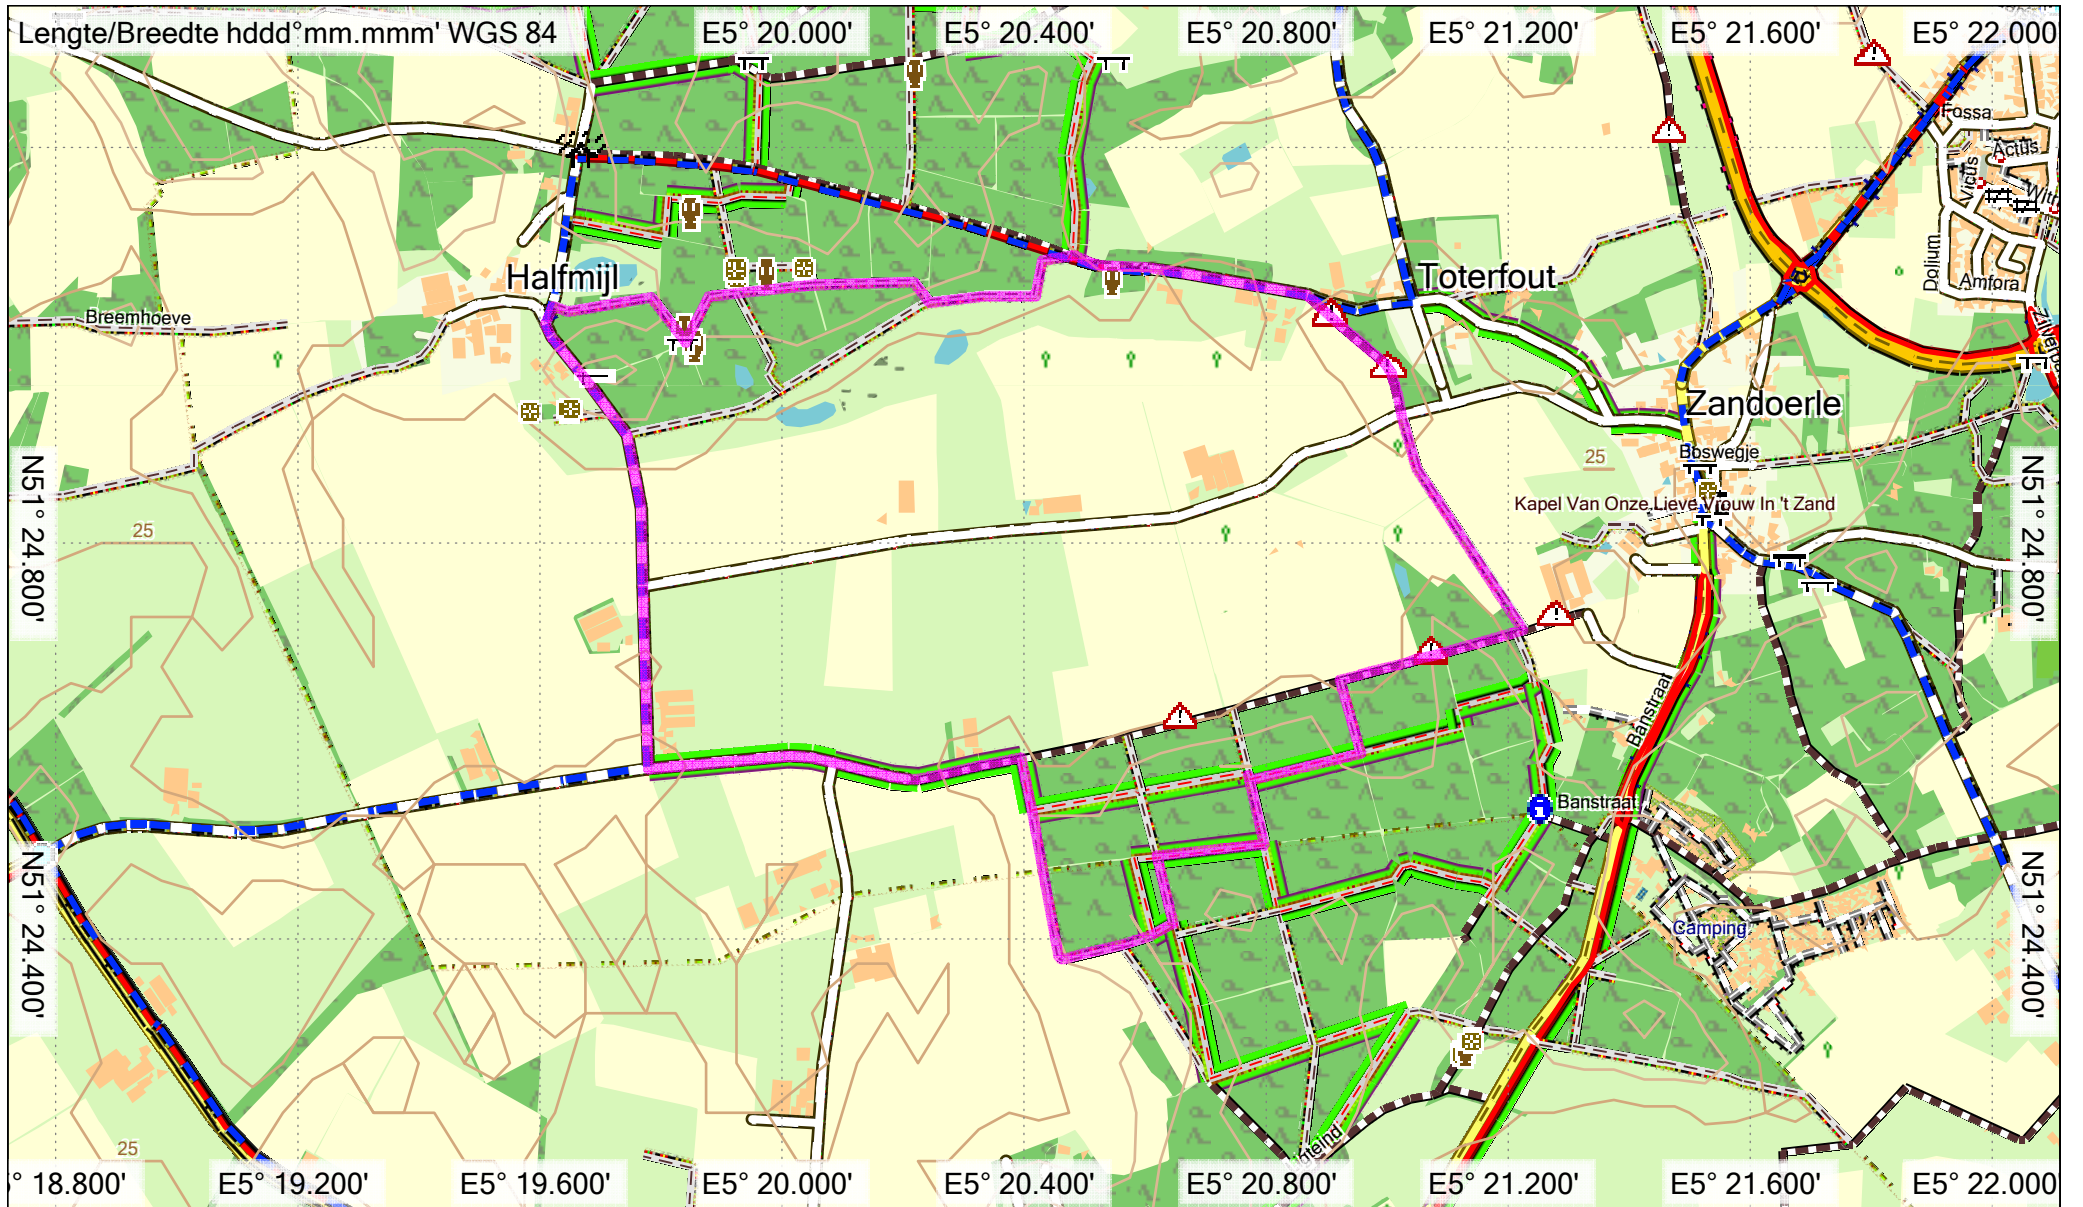 Lengte/Breedte hddd°mm.mmm' WGS 84
E5° 20.000'
E5° 20.400'
E5° 20.800'
E5° 21.200'
E5° 21.600'
E5° 22.000'
Fossa
Actus
Vicus
With
Dolium
Amfora
Halfmijl
Toterfout
Breemhoeve
Zandoerle
Boswegje
25
Kapel Van Onze Lieve Vrouw In 't Zand
N51° 24.800'
25
N51° 24.800'
Banstraat
Banstraat
N51° 24.400'
Camping
N51° 24.400'
25
° 18.800'
E5° 19.200'
E5° 19.600'
E5° 20.000'
E5° 20.400'
E5° 20.800'
E5° 21.200'
E5° 21.600'
E5° 22.000'